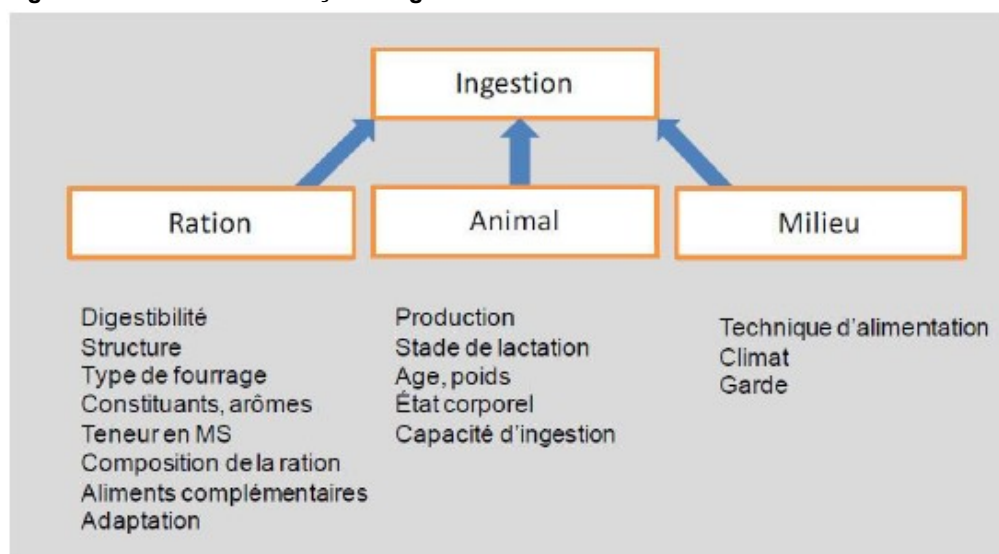 Ingestion
Ration
Animal
Milieu
Digestibilité
Structure
Type de fourrage
Constituants, arômes
Teneur en MS
Composition de la ration
Aliments complémentaires
Adaptation
Production
Stade de lactation
Age, poids
État corporel
Capacité d'ingestion
Technique d'alimentation
Climat
Garde